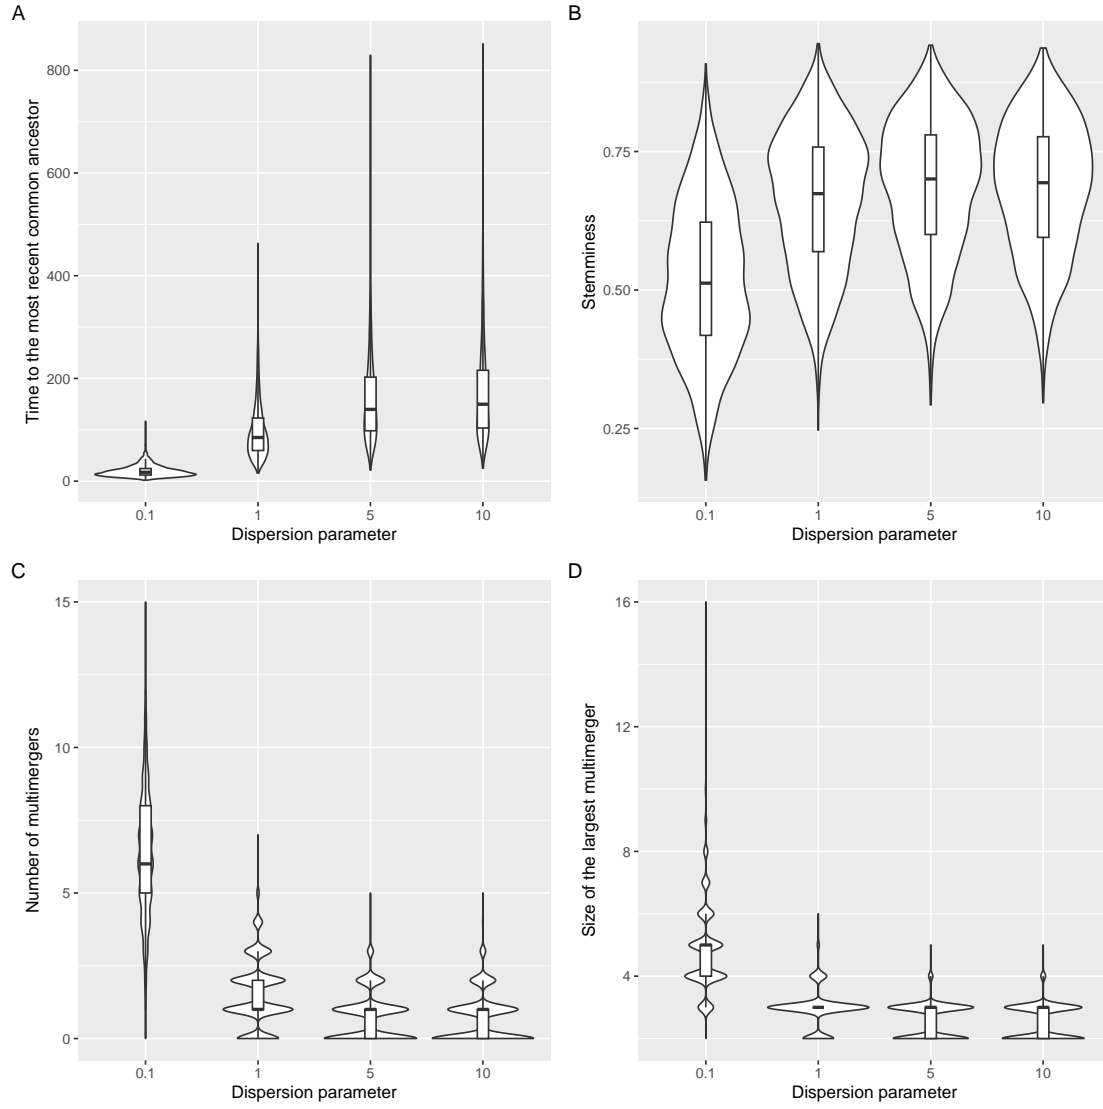 A
Time to the most recent common ancestor
800
600
400
200
0
0.1 1 5 10
Dispersion parameter
B
Stemminess
0.75
0.50
0.25
0.1 1 5 10
Dispersion parameter
C
Number of multimergers
15
10
5
0
0.1 1 5 10
Dispersion parameter
D
Size of the largest multimerger
16
12
8
4
0.1 1 5 10
Dispersion parameter